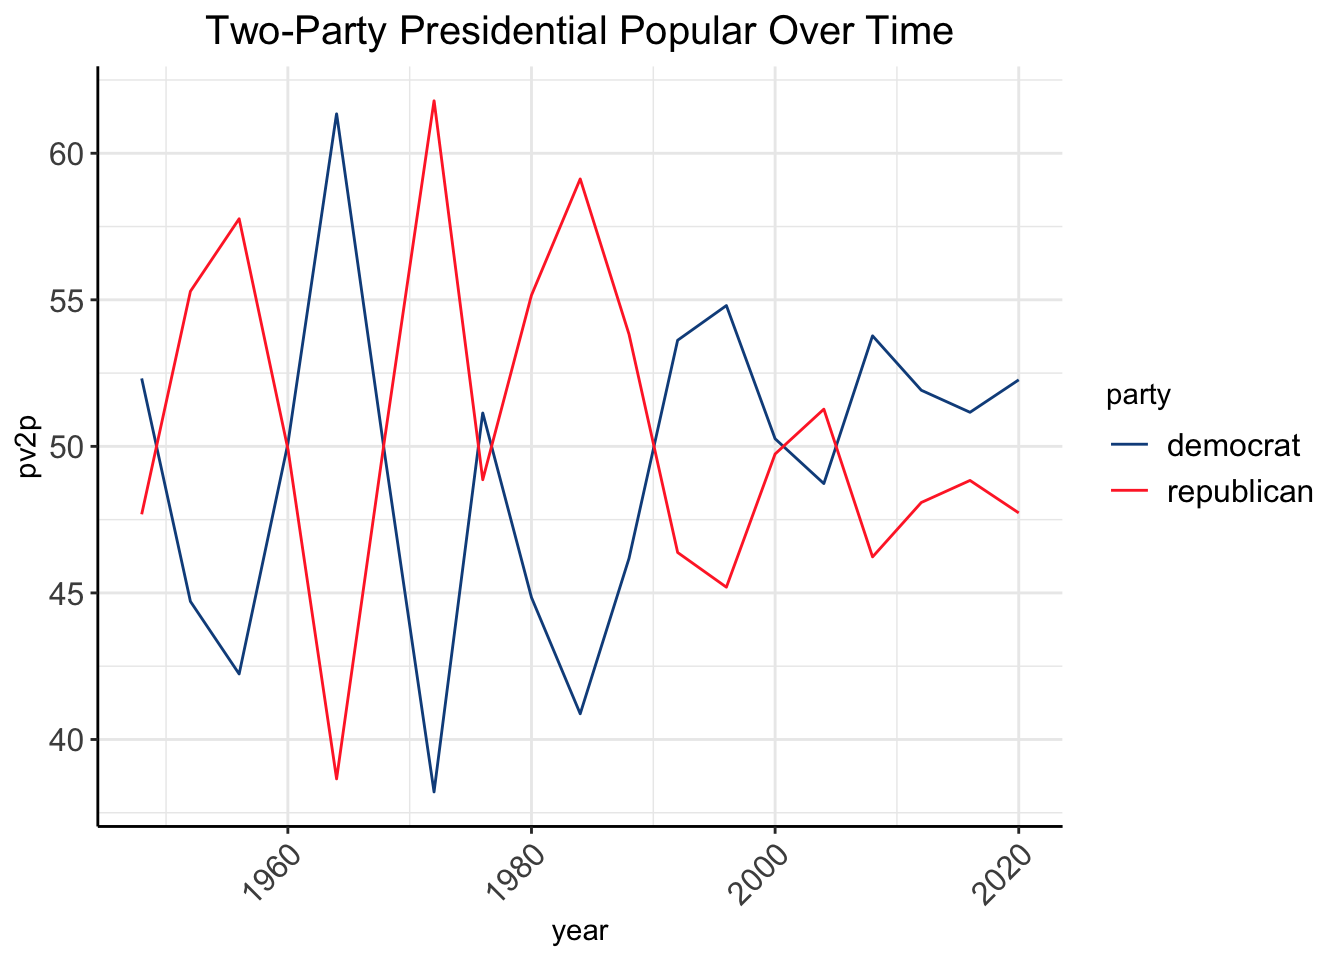 Two-Party Presidential Popular Over Time
60
55
50
45
40
pv2p
1960
1980
2000
2020
year
party
democrat
republican